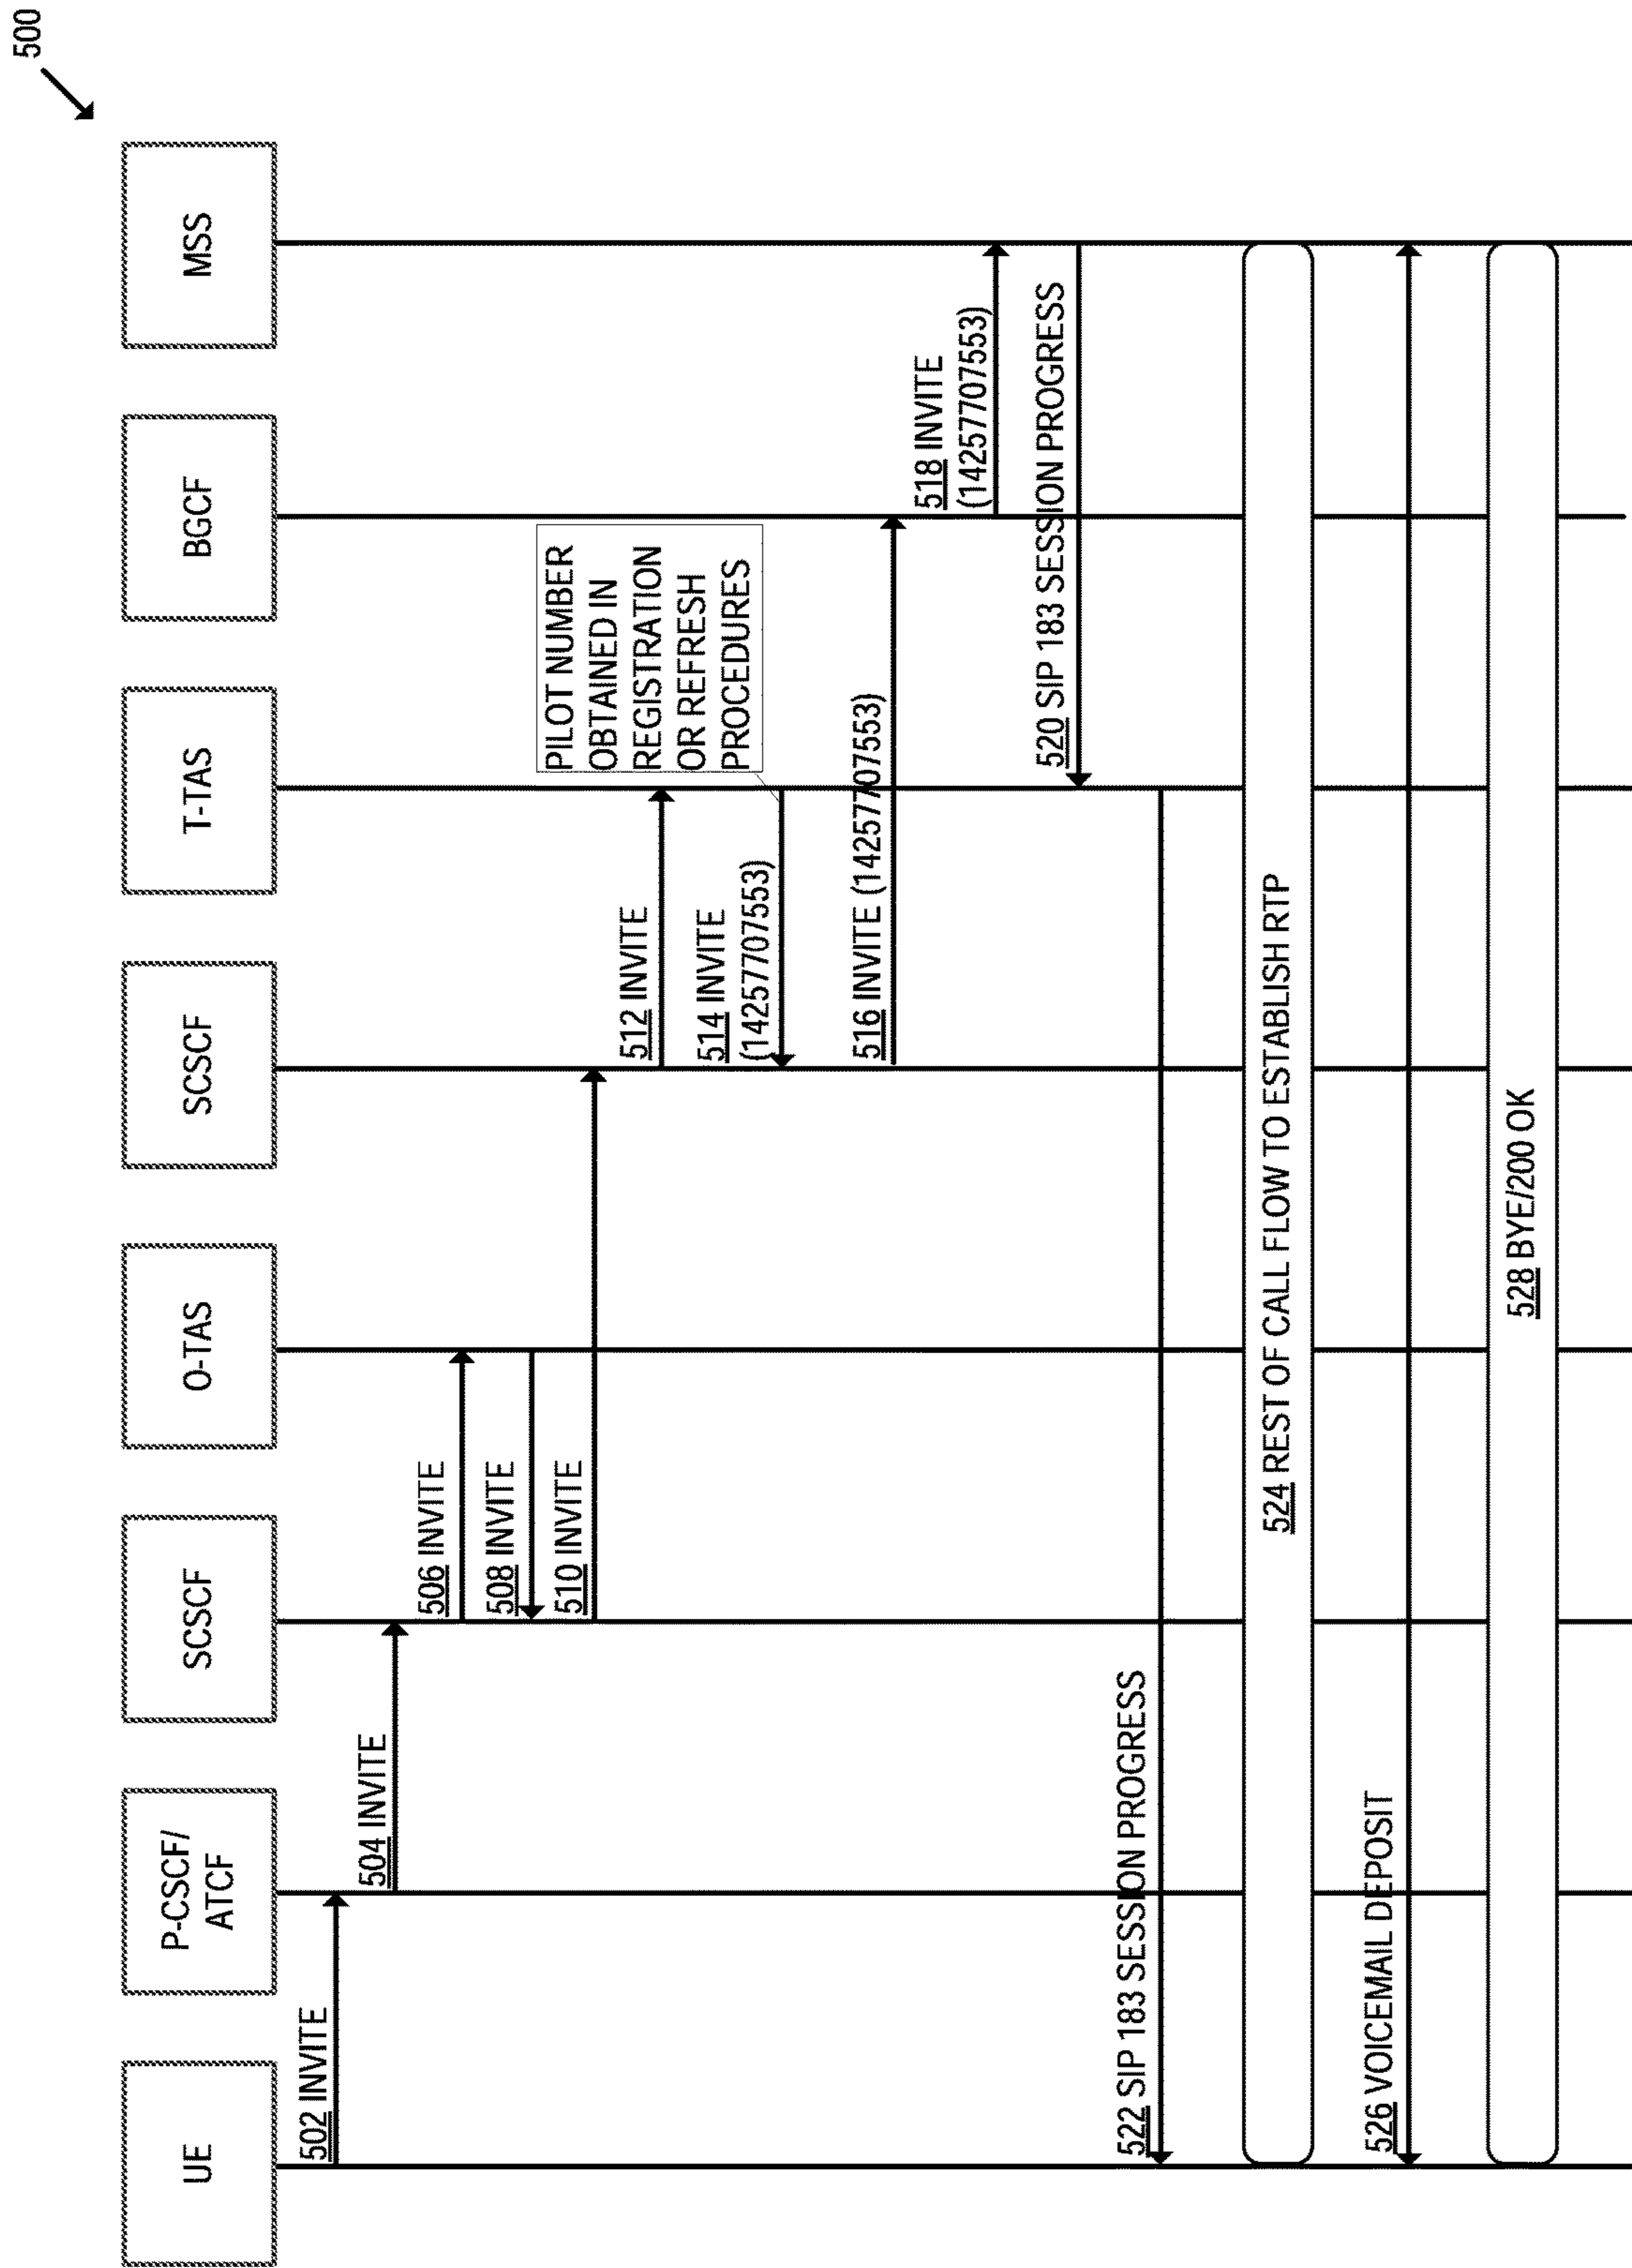 500
UE
P-CSCF/
ATCF
SCSCF
O-TAS
SCSCF
T-TAS
BGCF
MSS
502 INVITE
504 INVITE
506 INVITE
508 INVITE
510 INVITE
512 INVITE
PILOT NUMBER
OBTAINED IN
REGISTRATION
OR REFRESH
PROCEDURES
514 INVITE
(14257707553)
516 INVITE (14257707553)
518 INVITE
(14257707553)
520 SIP 183 SESSION PROGRESS
522 SIP 183 SESSION PROGRESS
524 REST OF CALL FLOW TO ESTABLISH RTP
526 VOICEMAIL DEPOSIT
528 BYE/200 OK